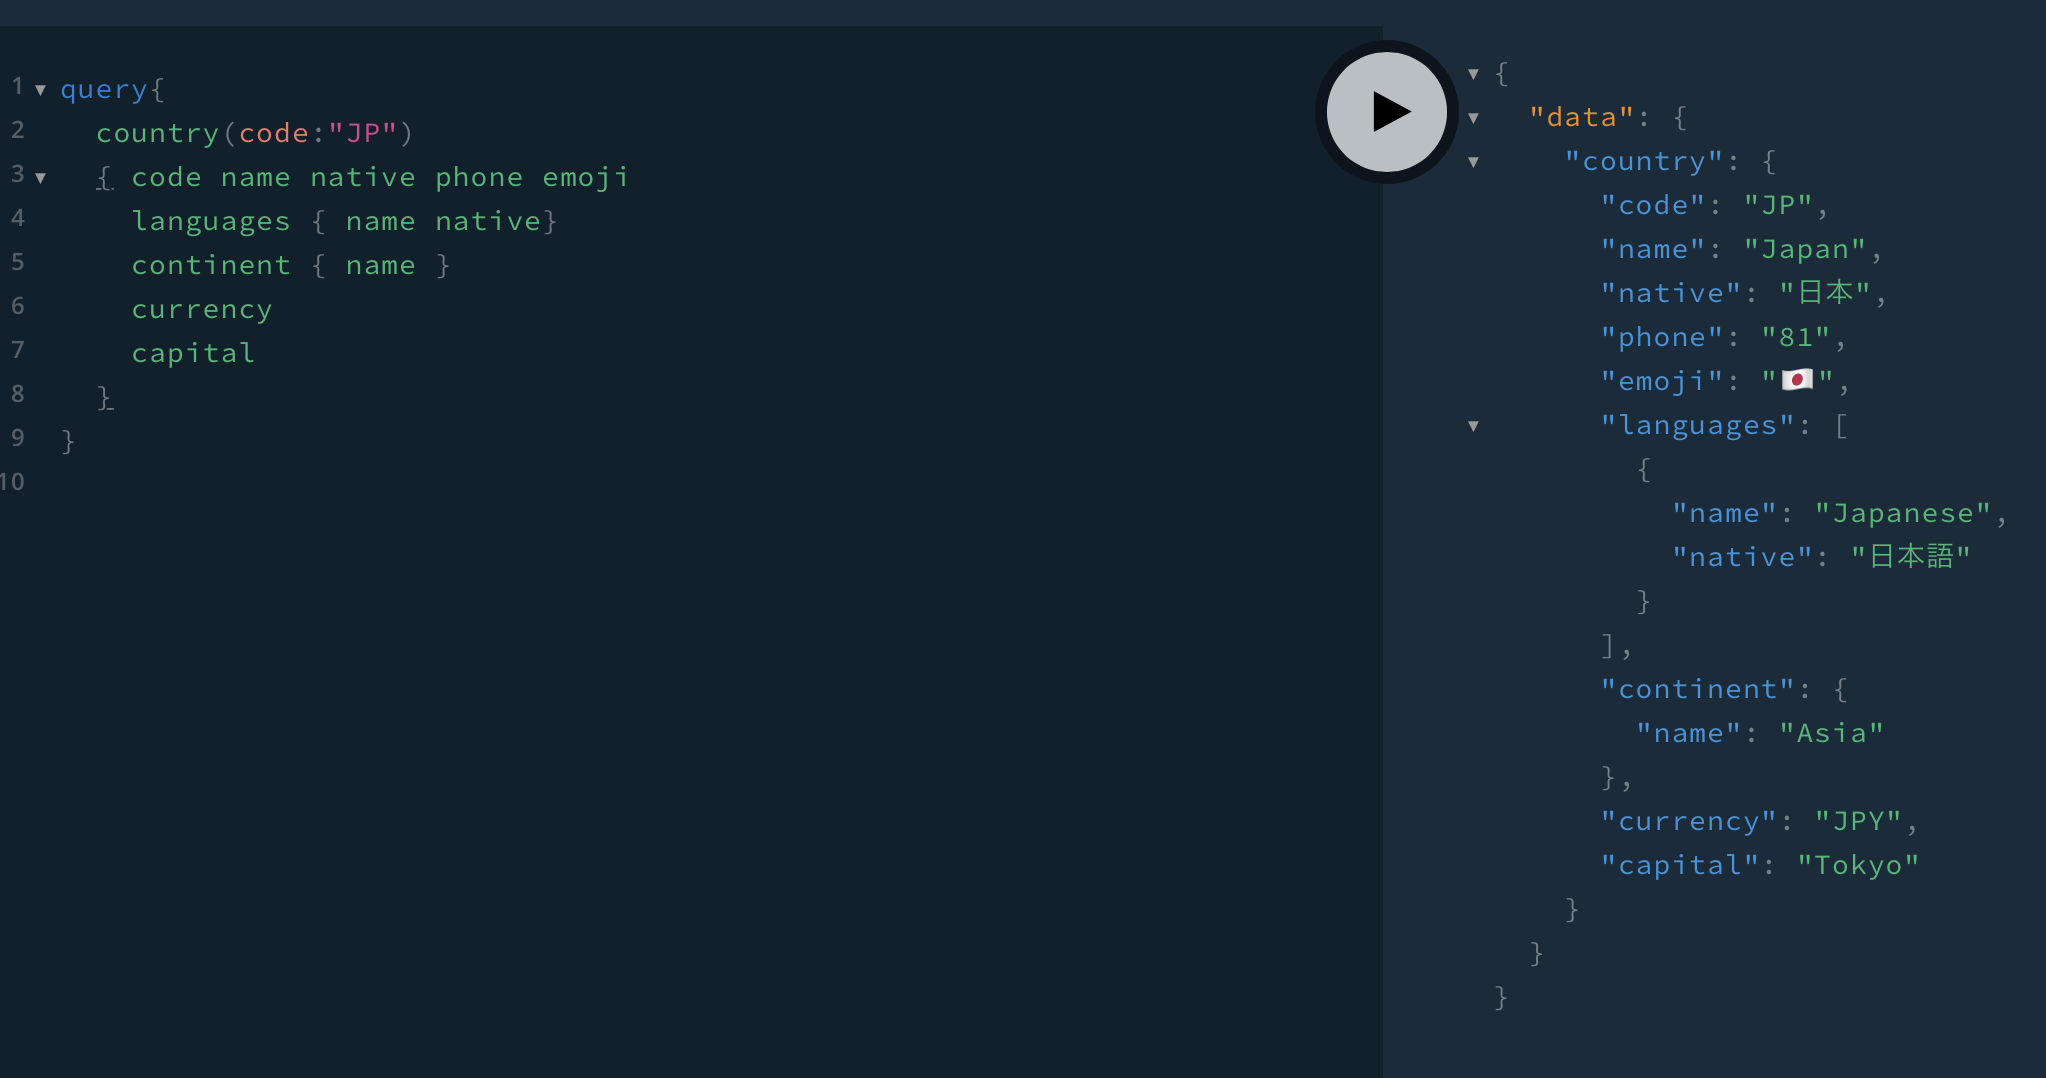 1 ▼ query{
2 country(code:"JP")
3 ▼ { code name native phone emoji
4 languages { name native}
5 continent { name }
6 currency
7 capital
8 }
9 }
10
▼ {
▼ "data": {
▼ "country": {
"code": "JP",
"name": "Japan",
"native": "日本",
"phone": "81",
"emoji": "🇯🇵",
▼ "languages": [
{
"name": "Japanese",
"native": "日本語"
}
],
"continent": {
"name": "Asia"
},
"currency": "JPY",
"capital": "Tokyo"
}
}
}